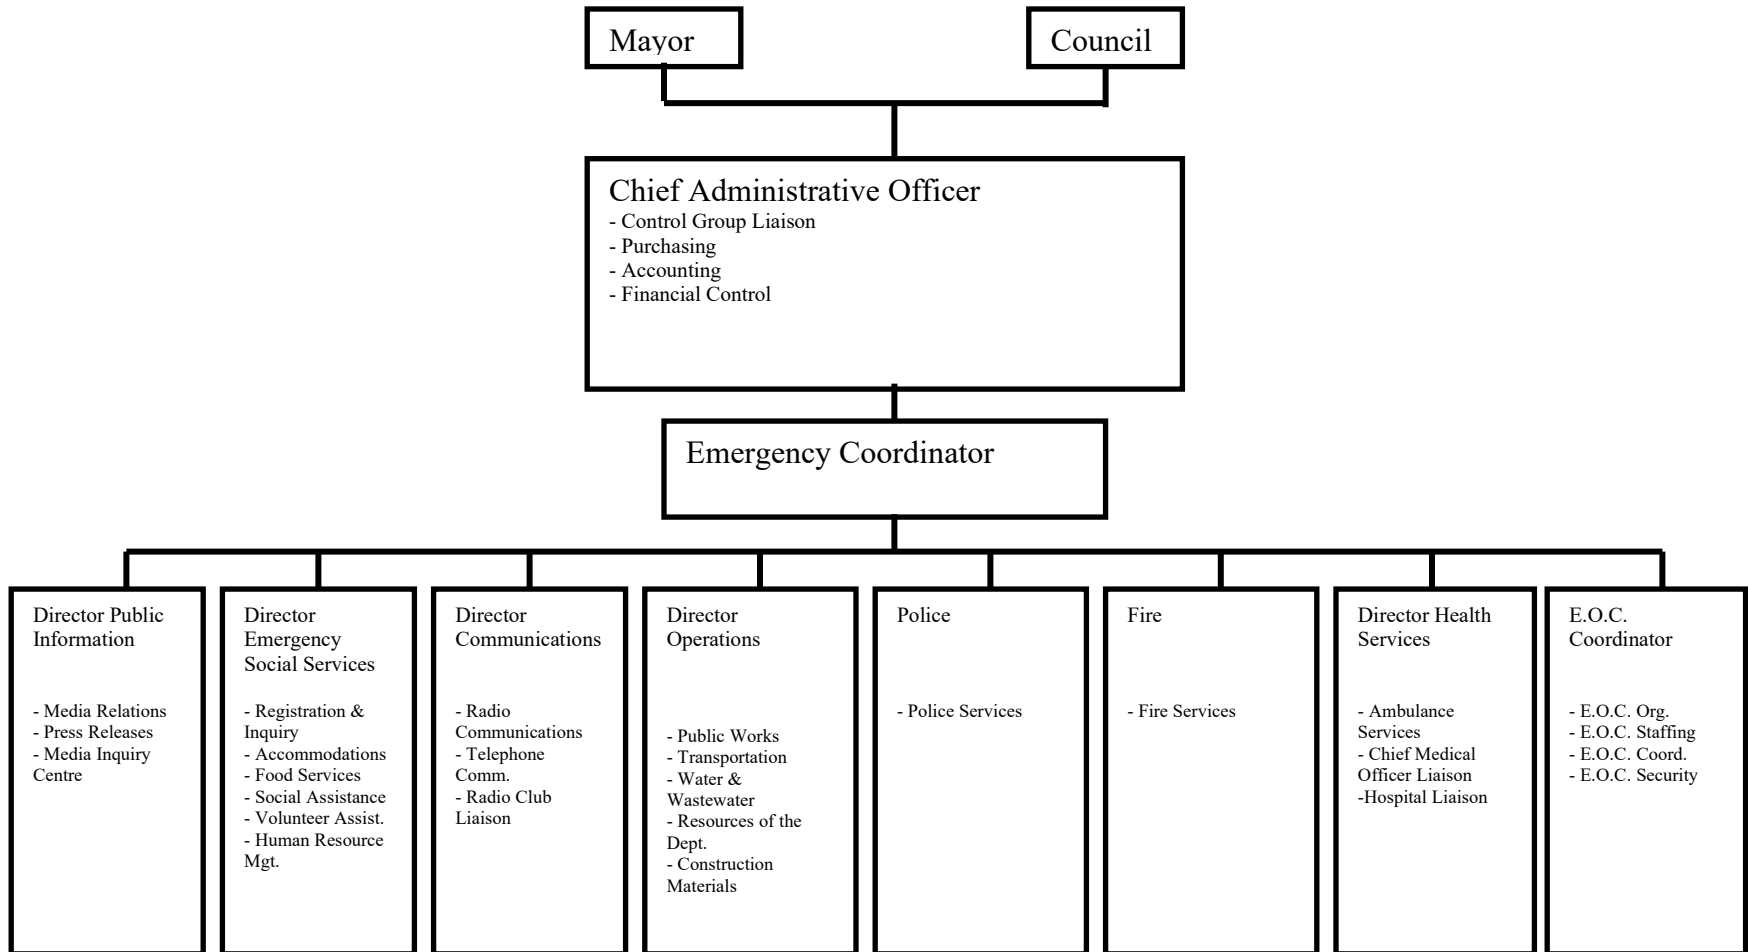 Mayor
Council
Chief Administrative Officer
- Control Group Liaison
- Purchasing
- Accounting
- Financial Control
Emergency Coordinator
Director Public
Information
- Media Relations
- Press Releases
- Media Inquiry
Centre
Director
Emergency
Social Services
- Registration &
Inquiry
- Accommodations
- Food Services
- Social Assistance
- Volunteer Assist.
- Human Resource
Mgt.
Director
Communications
- Radio
Communications
- Telephone
Comm.
- Radio Club
Liaison
Director
Operations
- Public Works
- Transportation
- Water &
Wastewater
- Resources of the
Dept.
- Construction
Materials
Police
- Police Services
Fire
- Fire Services
Director Health
Services
- Ambulance
Services
- Chief Medical
Officer Liaison
-Hospital Liaison
E.O.C.
Coordinator
- E.O.C. Org.
- E.O.C. Staffing
- E.O.C. Coord.
- E.O.C. Security